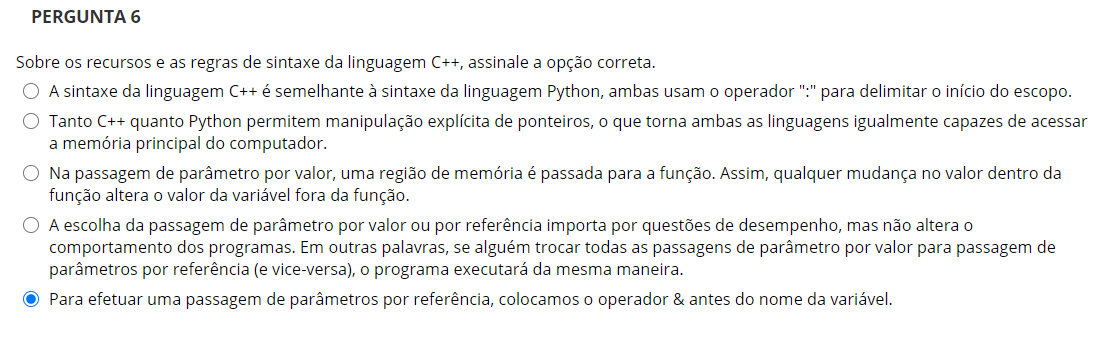 PERGUNTA 6
Sobre os recursos e as regras de sintaxe da linguagem C++, assinale a opção correta.
A sintaxe da linguagem C++ é semelhante à sintaxe da linguagem Python, ambas usam o operador ":" para delimitar o início do escopo.
Tanto C++ quanto Python permitem manipulação explícita de ponteiros, o que torna ambas as linguagens igualmente capazes de acessar
a memória principal do computador.
Na passagem de parâmetro por valor, uma região de memória é passada para a função. Assim, qualquer mudança no valor dentro da
função altera o valor da variável fora da função.
A escolha da passagem de parâmetro por valor ou por referência importa por questões de desempenho, mas não altera o
comportamento dos programas. Em outras palavras, se alguém trocar todas as passagens de parâmetro por valor para passagem de
parâmetros por referência (e vice-versa), o programa executará da mesma maneira.
Para efetuar uma passagem de parâmetros por referência, colocamos o operador & antes do nome da variável.